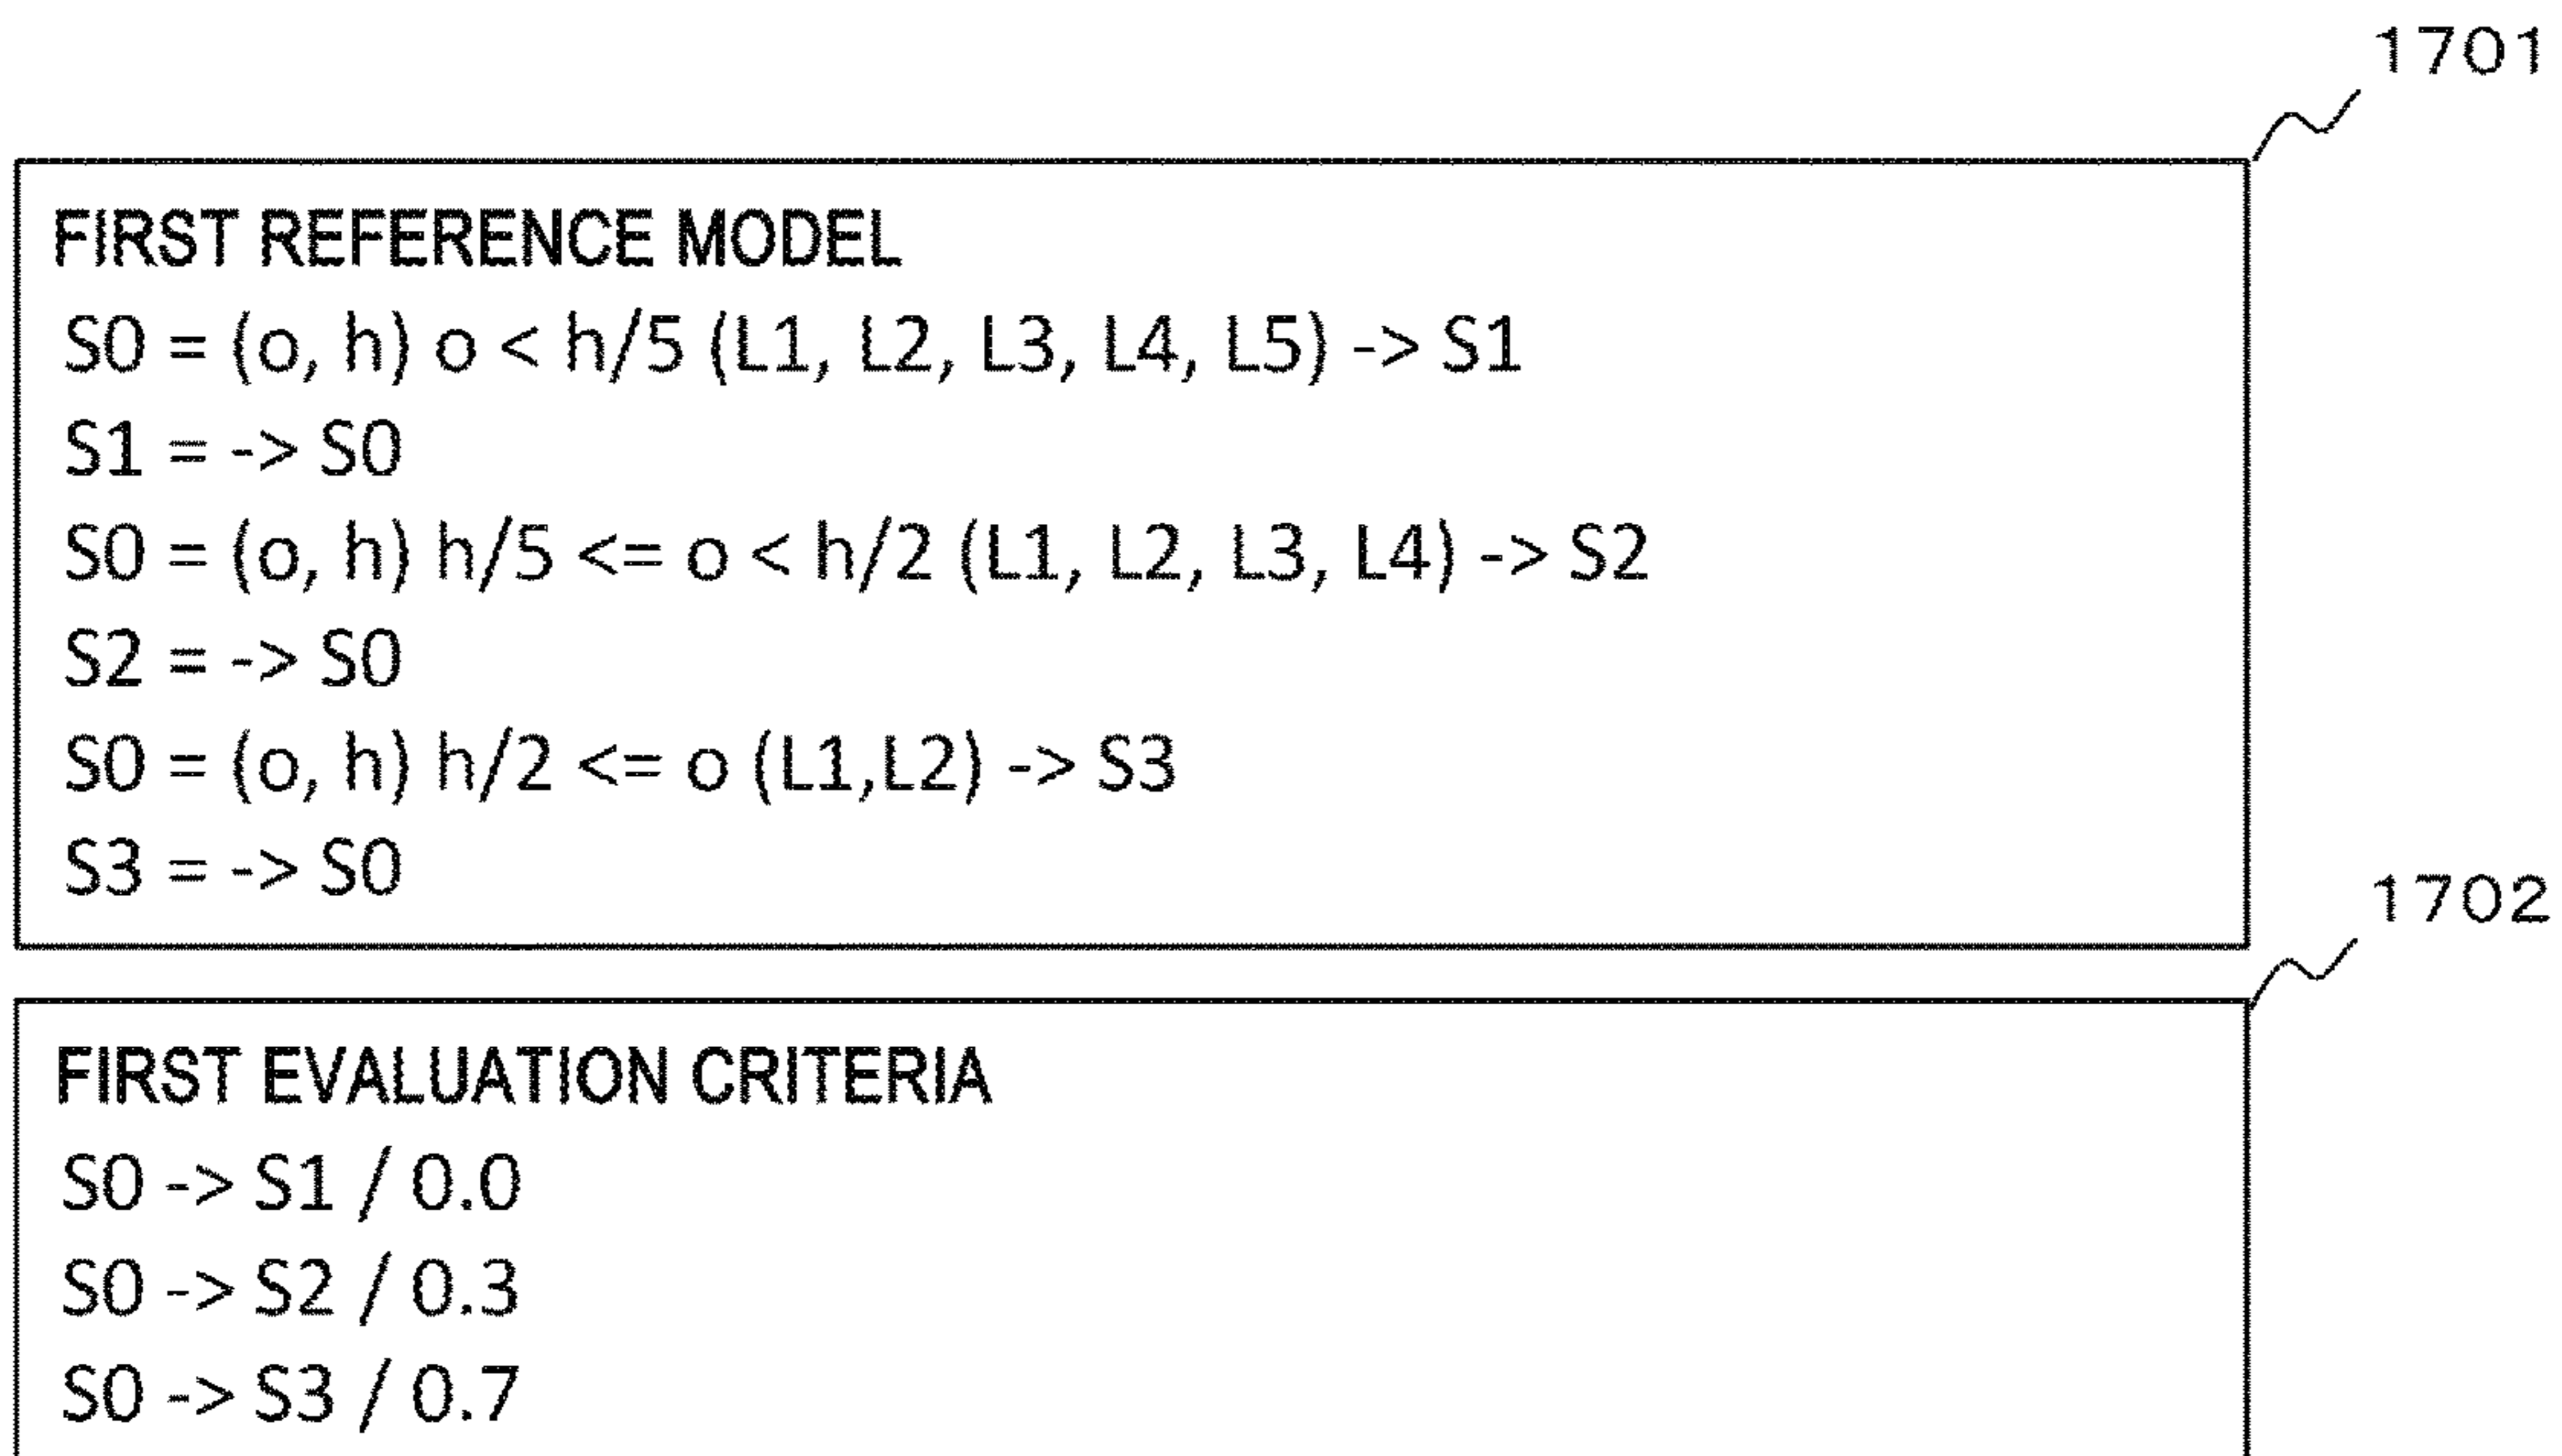 1701
FIRST REFERENCE MODEL
S0 = (o, h) o < h/5 (L1, L2, L3, L4, L5) -> S1
S1 = -> S0
S0 = (o, h) h/5 <= o < h/2 (L1, L2, L3, L4) -> S2
S2 = -> S0
S0 = (o, h) h/2 <= o (L1,L2) -> S3
S3 = -> S0
1702
FIRST EVALUATION CRITERIA
S0 -> S1 / 0.0
S0 -> S2 / 0.3
S0 -> S3 / 0.7